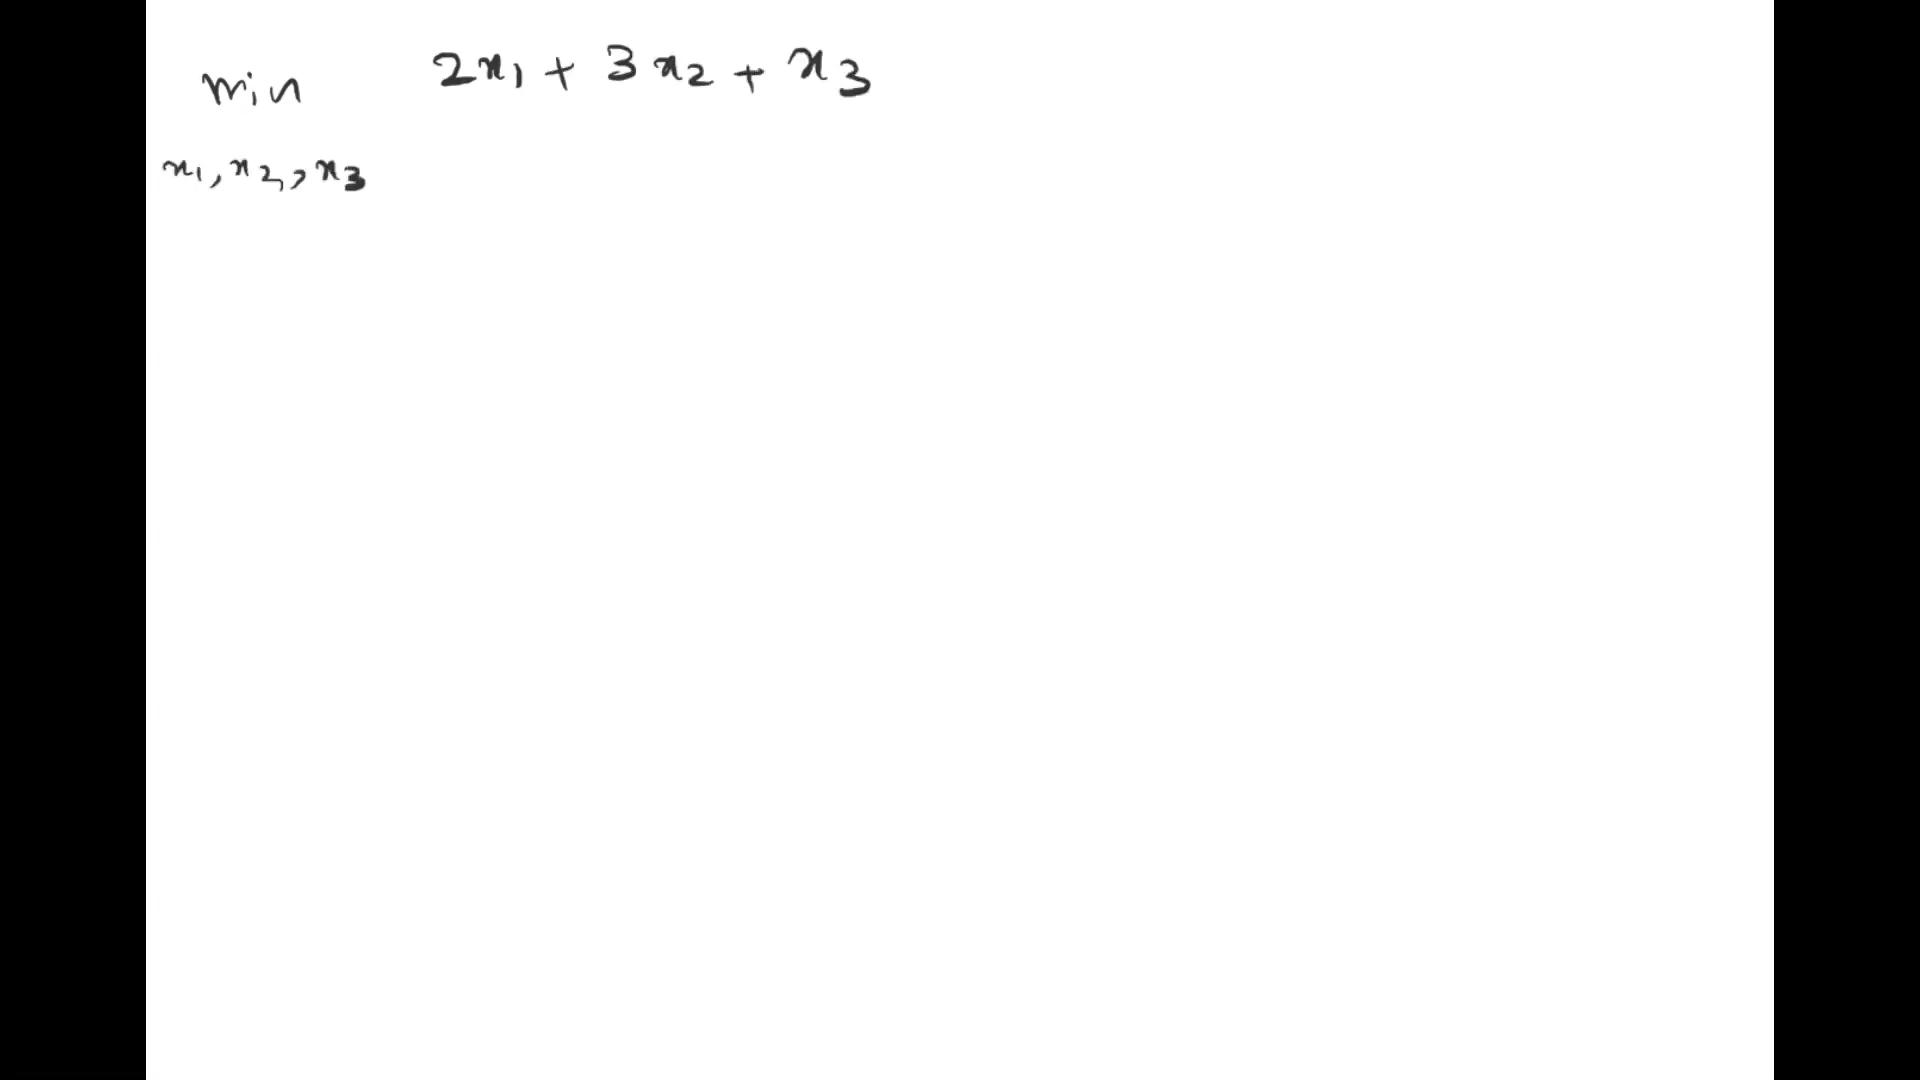 min 2x₁ + 3x₂ + x₃
x₁, x₂, x₃